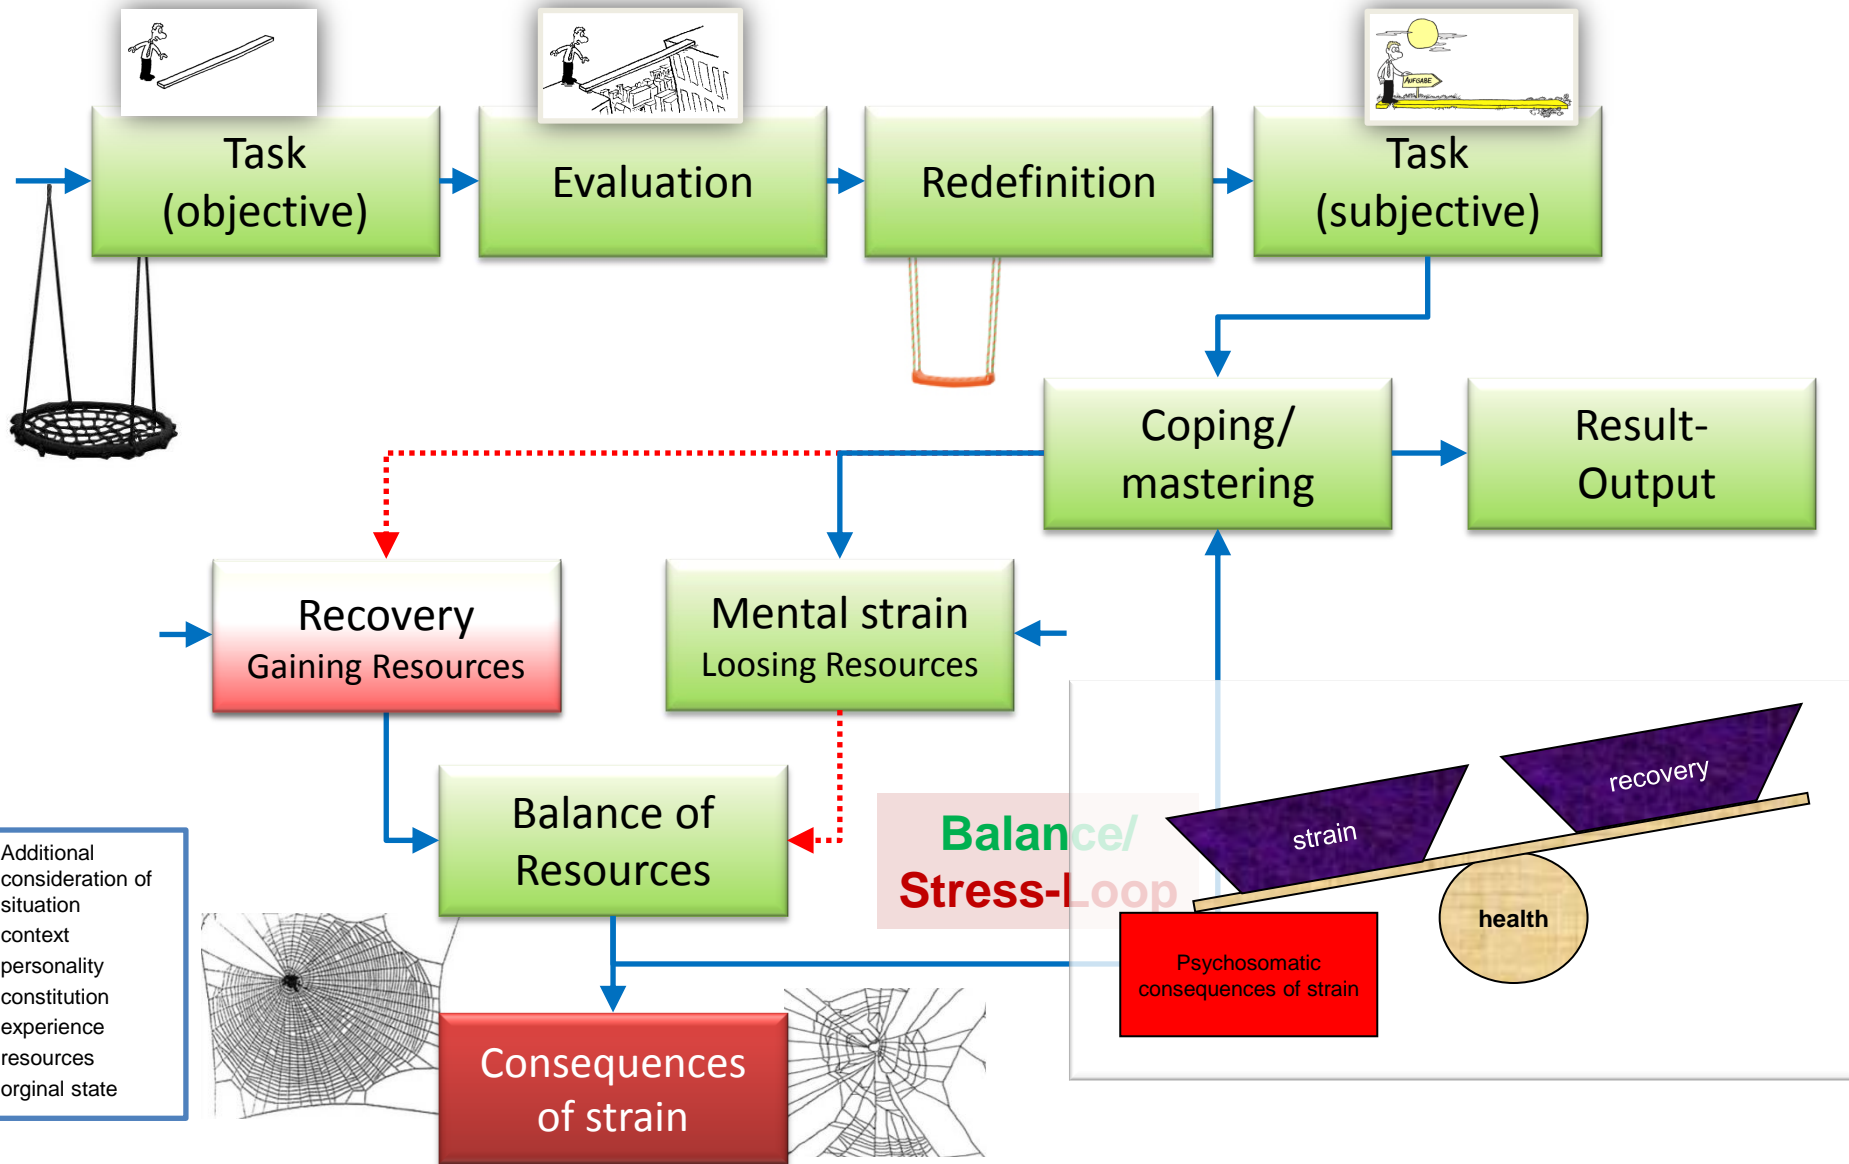 Task
(objective)
Evaluation
Redefinition
AUFGABE
Task
(subjective)
Coping/
mastering
Result-
Output
Recovery
Gaining Resources
Mental strain
Loosing Resources
Balance of
Resources
Balance/
Stress-Loop
strain
recovery
health
Psychosomatic
consequences of strain
Additional
consideration of
situation
context
personality
constitution
experience
resources
orginal state
Consequences
of strain